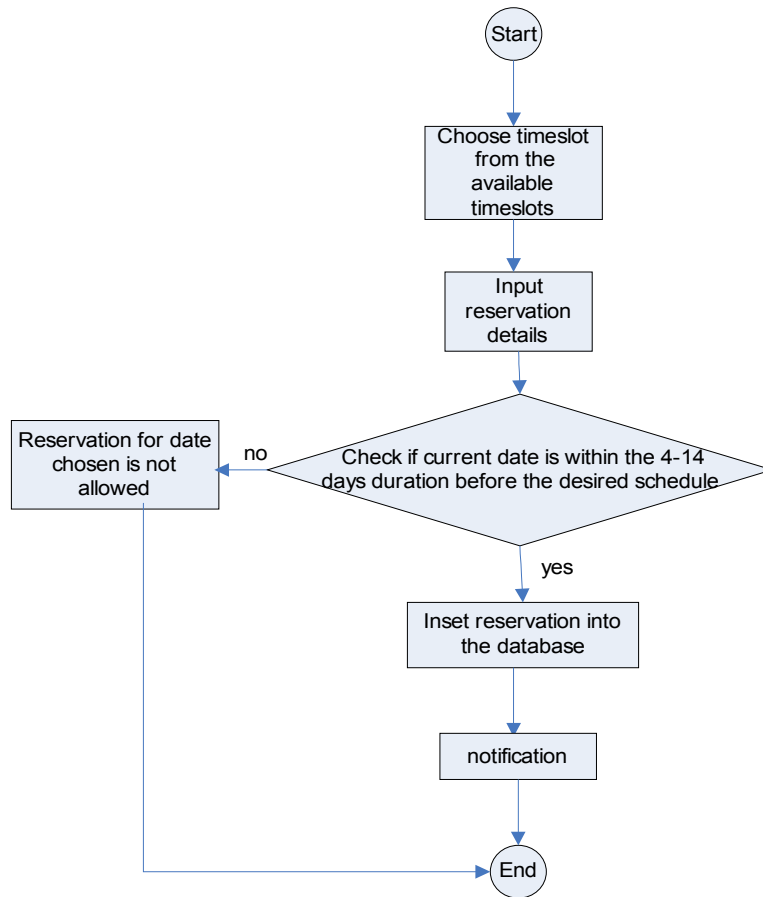 Start
Choose timeslot
from the
available
timeslots
Input
reservation
details
Check if current date is within the 4-14
days duration before the desired schedule
no
Reservation for date
chosen is not
allowed
yes
Inset reservation into
the database
notification
End